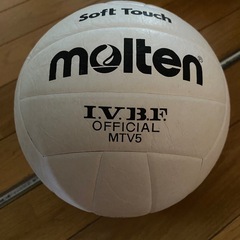 Soft Touch
molten
I.V.B.F.
OFFICIAL
MTV5